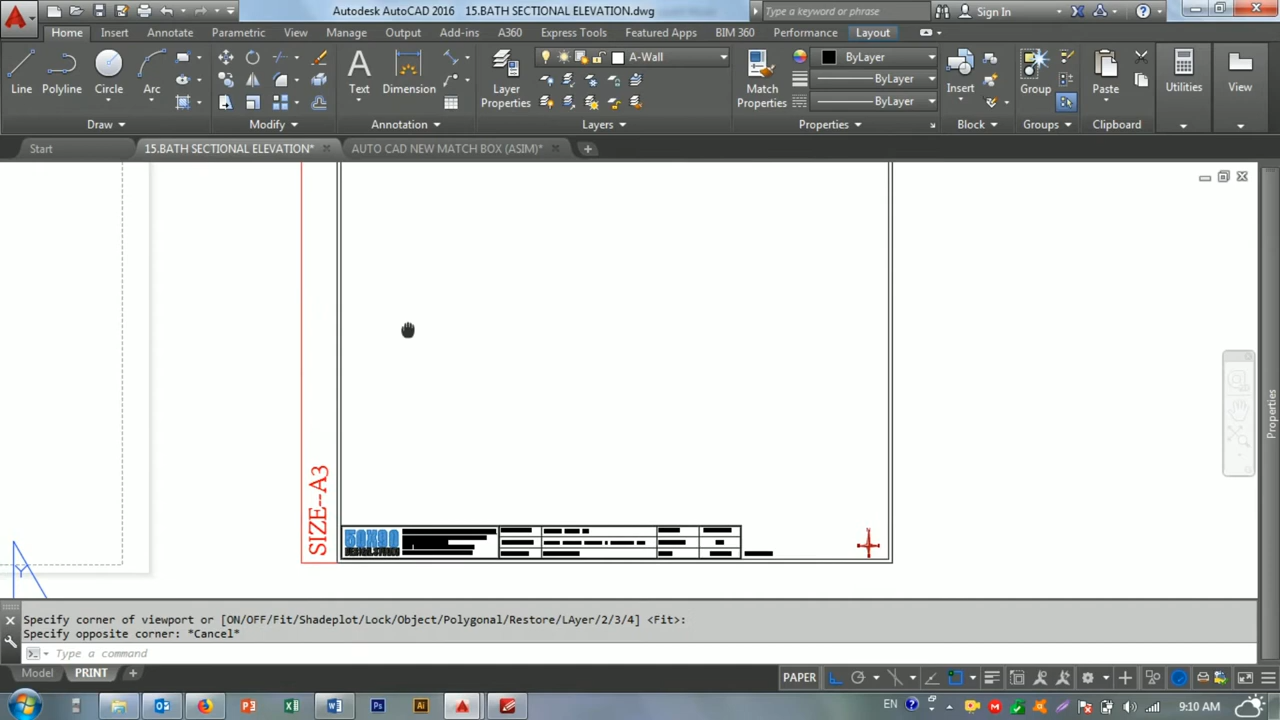 Autodesk AutoCAD 2016 15.BATH SECTIONAL ELEVATION.dwg
Type a keyword or phrase
Sign In
Home Insert Annotate Parametric View Manage Output Add-ins A360 Express Tools Featured Apps BIM 360 Performance Layout
A-Wall
ByLayer
ByLayer
ByLayer
Line Polyline Circle Arc
Text Dimension
Layer
Properties
Match
Properties
Insert
Group
Paste
Utilities
View
Draw Modify Annotation Layers Properties Block Groups Clipboard
Start 15.BATH SECTIONAL ELEVATION* AUTO CAD NEW MATCH BOX (ASIM)*
Properties
SIZE--A3
50X90
Y
Specify corner of viewport or [ON/OFF/Fit/Shadeplot/Lock/Object/Polygonal/Restore/LAyer/2/3/4] <Fit>:
Specify opposite corner: *Cancel*
Type a command
Model PRINT
PAPER
EN
9:10 AM